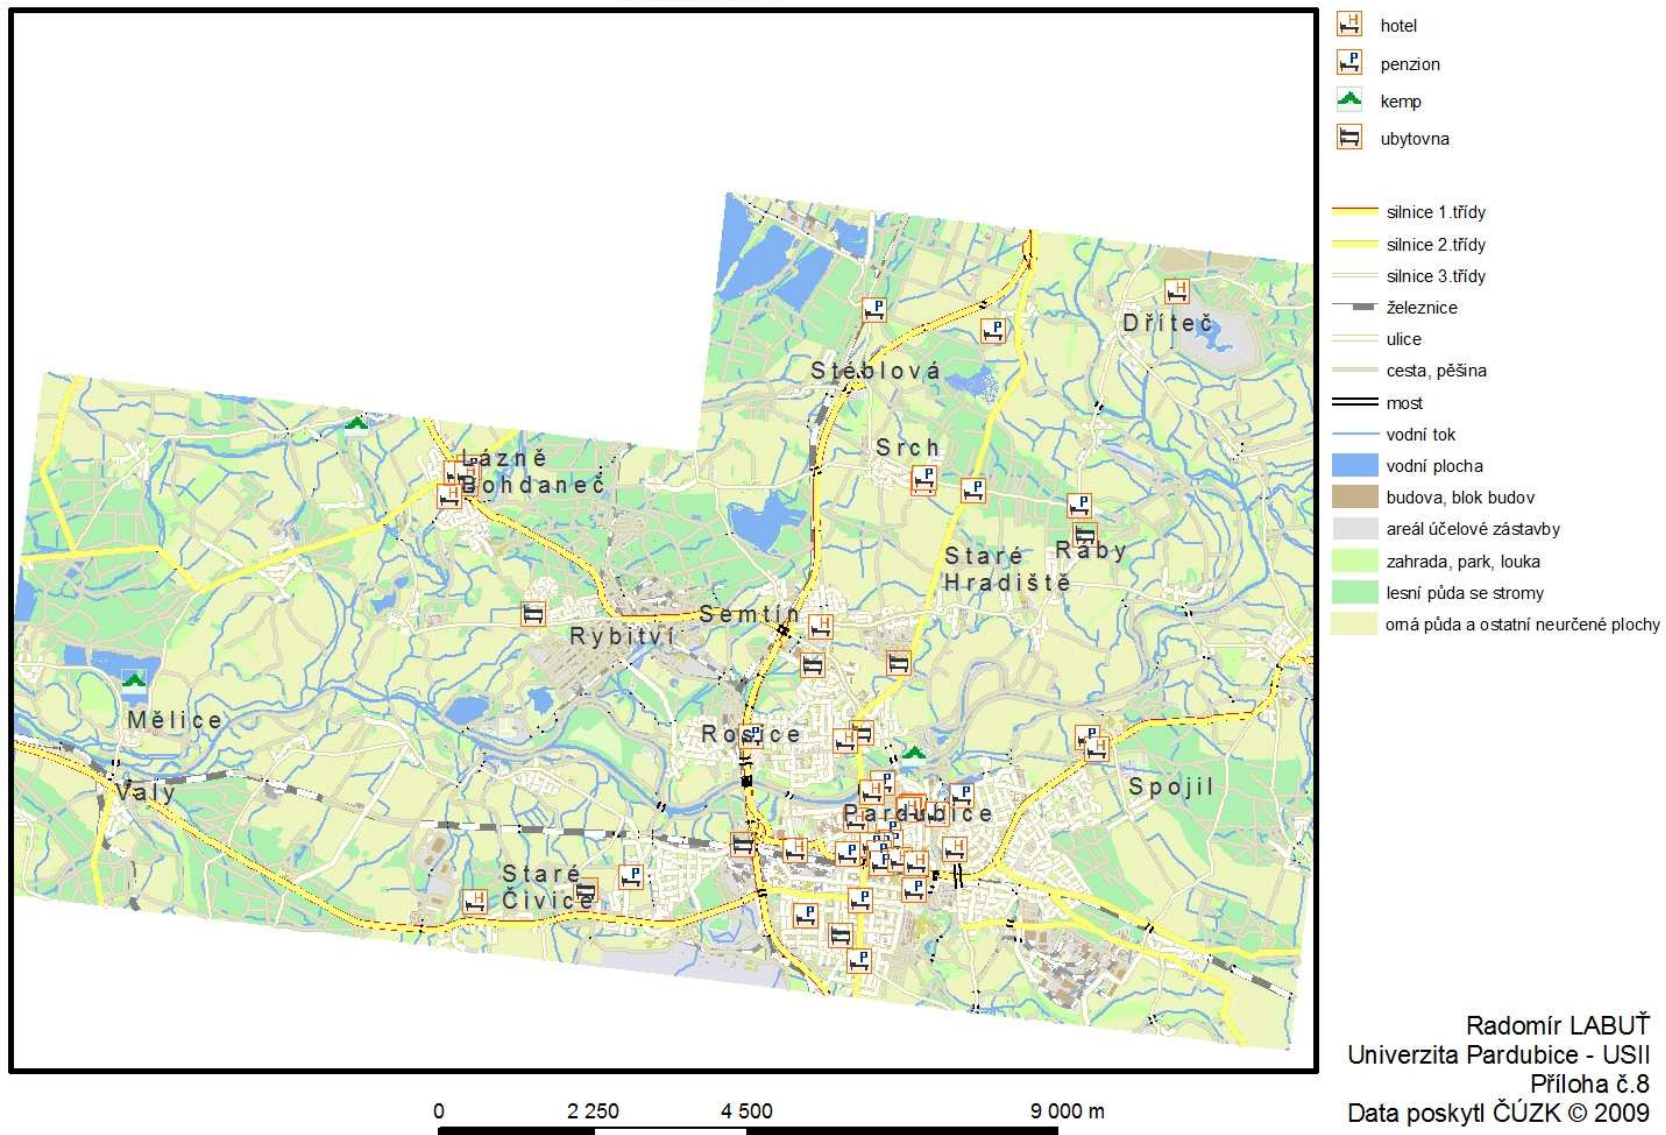 hotel
penzion
kemp
ubytovna
silnice 1.třídy
silnice 2.třídy
silnice 3.třídy
železnice
ulice
cesta, pěšina
most
vodní tok
vodní plocha
budova, blok budov
areál účelové zástavby
zahrada, park, louka
lesní půda se stromy
orná půda a ostatní neurčené plochy
Dříteč
Stéblová
Srch
Lázně
Bohdaneč
Staré
Hradiště
Ráby
Semtín
Rybitví
Mělice
Rosice
Valy
Spojil
Pardubice
Staré
Čivice
Radomír LABUŤ
Univerzita Pardubice - USII
Příloha č.8
Data poskytl ČÚZK © 2009
0 2 250 4 500 9 000 m